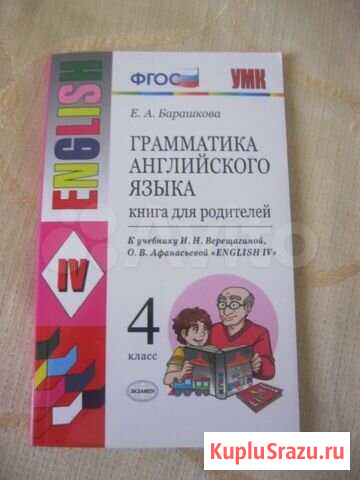 ФГОС
УМК
Е. А. Барашкова
ГРАММАТИКА
АНГЛИЙСКОГО
ЯЗЫКА
книга для родителей
К учебнику И. Н. Верещагиной,
О. В. Афанасьевой «ENGLISH IV»
4
класс
ENGLISH
IV
ЭКЗАМЕН
Avito
KupluSrazu.ru